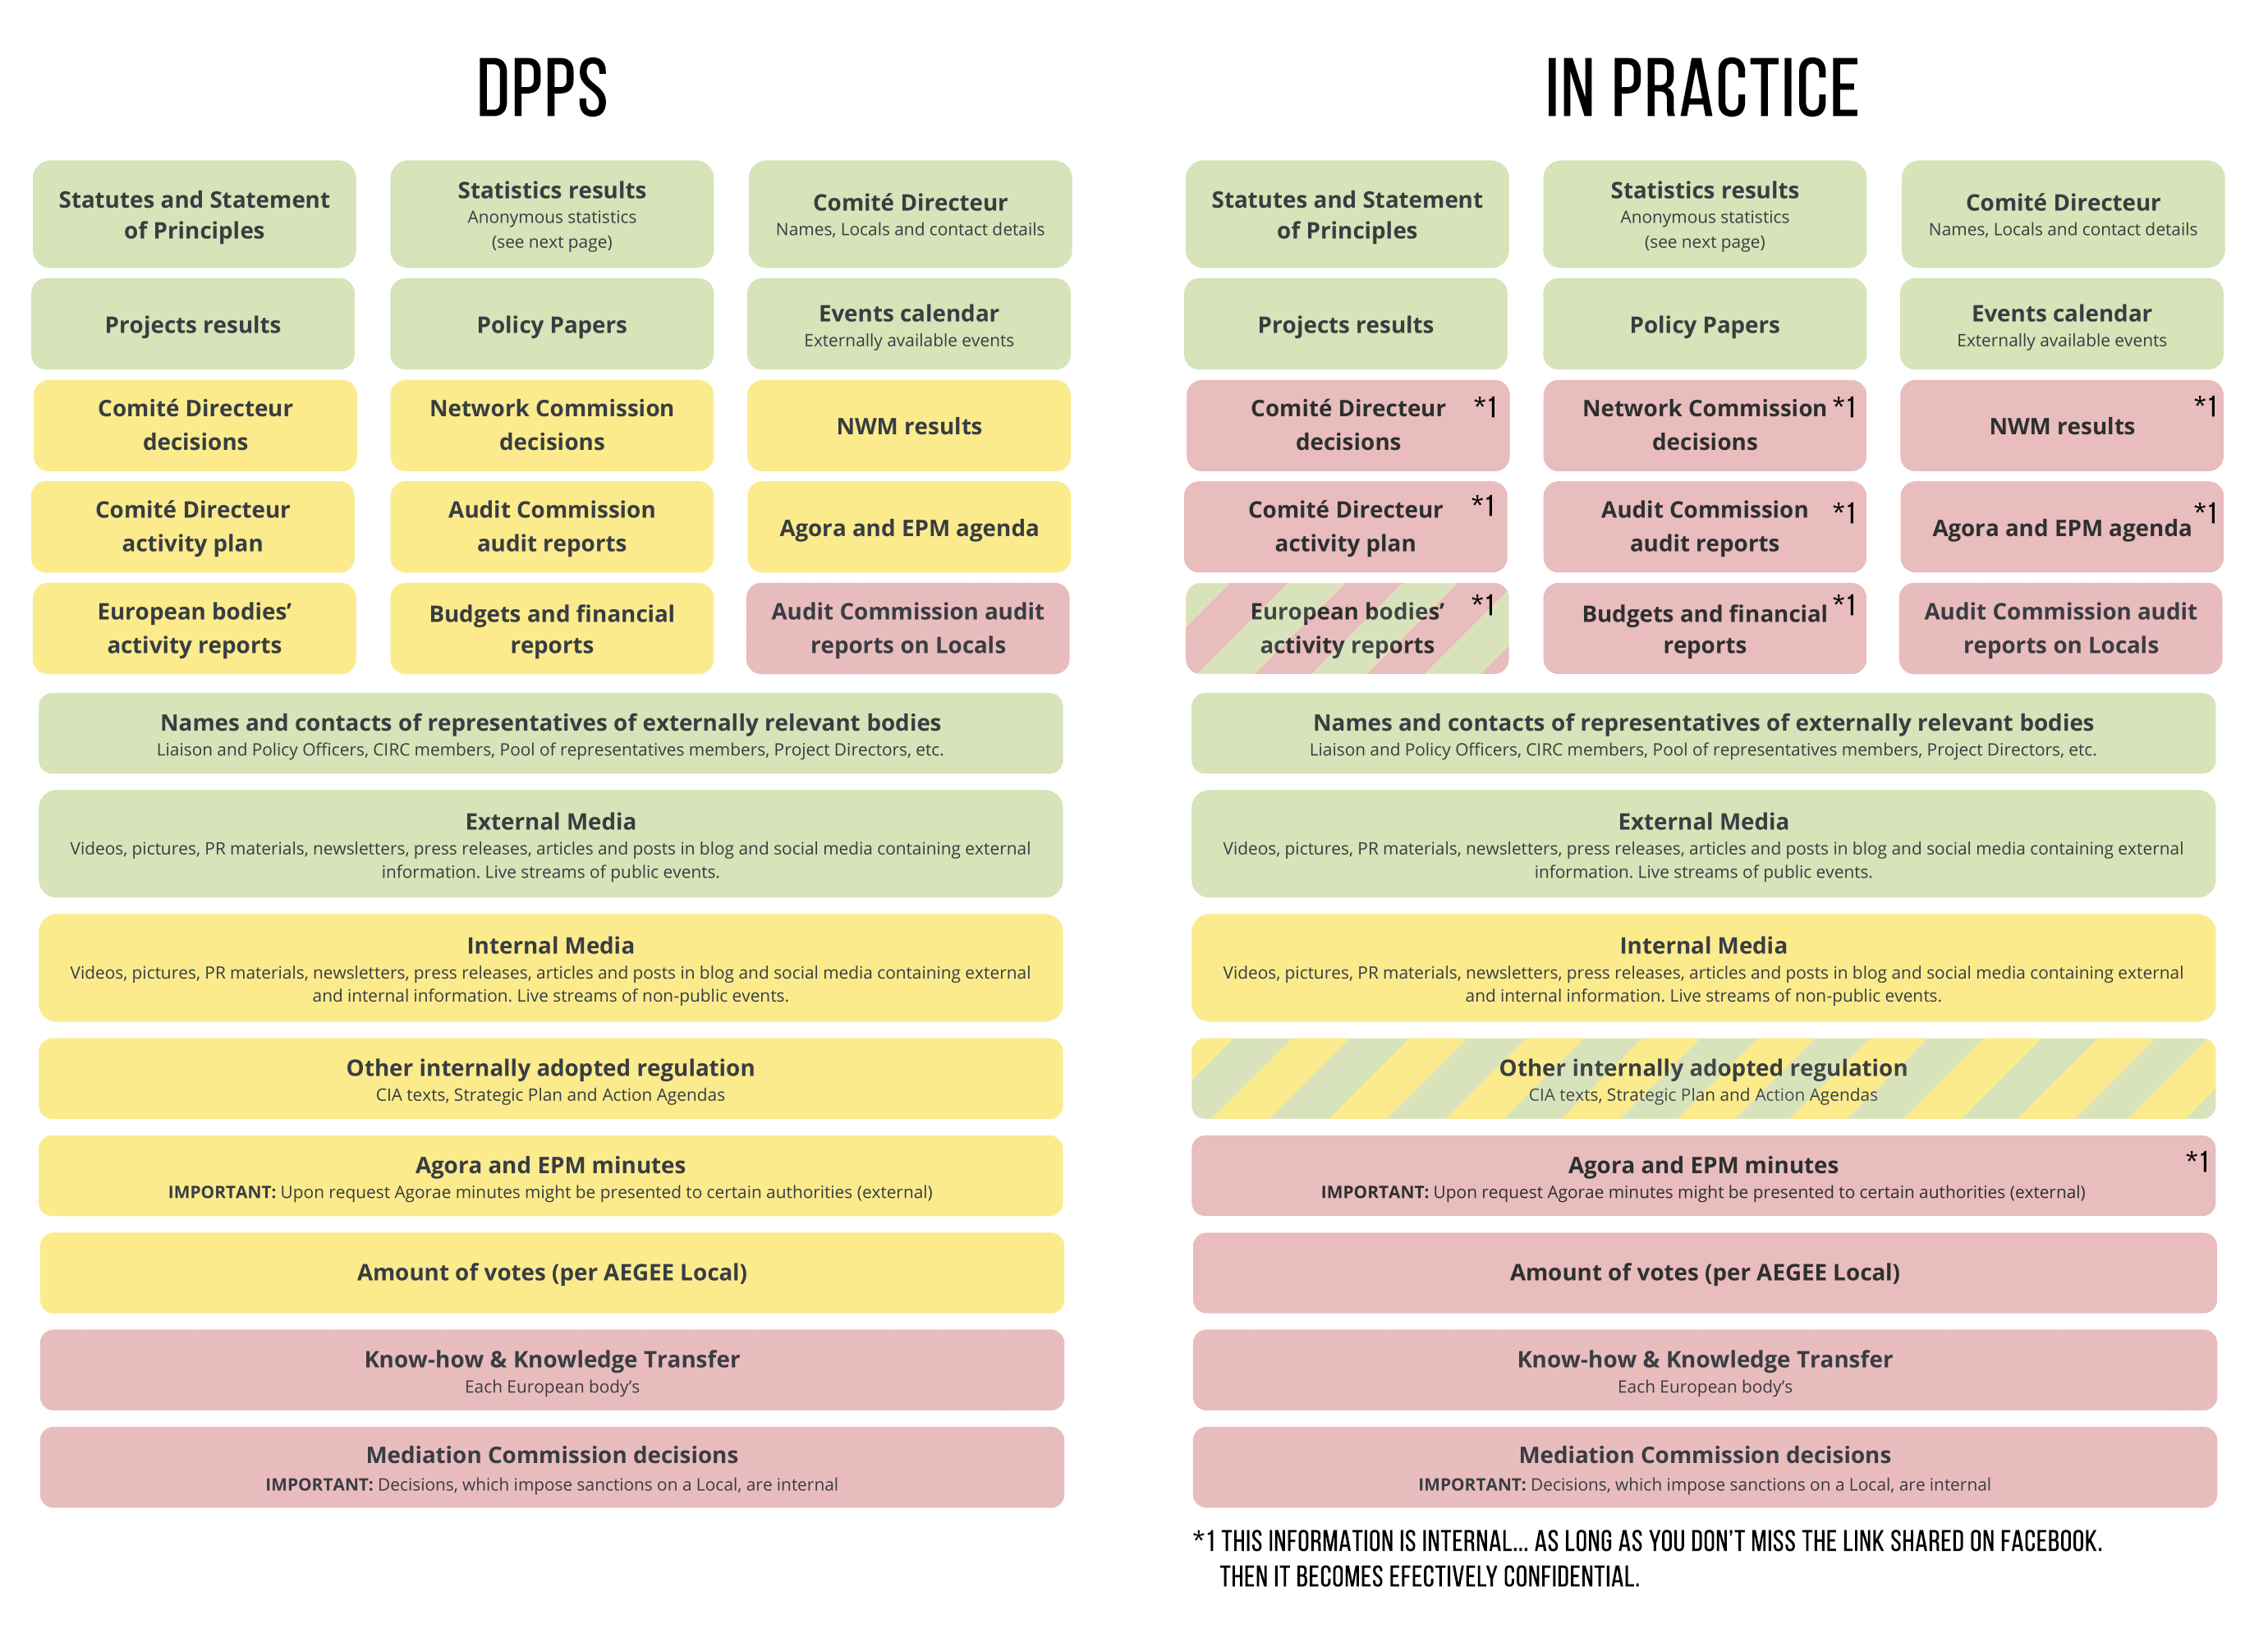 DPPS
Statutes and Statement
of Principles
Statistics results
Anonymous statistics
(see next page)
Comité Directeur
Names, Locals and contact details
Projects results
Policy Papers
Events calendar
Externally available events
Comité Directeur
decisions
Network Commission
decisions
NWM results
Comité Directeur
activity plan
Audit Commission
audit reports
Agora and EPM agenda
European bodies’
activity reports
Budgets and financial
reports
Audit Commission audit
reports on Locals
Names and contacts of representatives of externally relevant bodies
Liaison and Policy Officers, CIRC members, Pool of representatives members, Project Directors, etc.
External Media
Videos, pictures, PR materials, newsletters, press releases, articles and posts in blog and social media containing external
information. Live streams of public events.
Internal Media
Videos, pictures, PR materials, newsletters, press releases, articles and posts in blog and social media containing external
and internal information. Live streams of non-public events.
Other internally adopted regulation
CIA texts, Strategic Plan and Action Agendas
Agora and EPM minutes
IMPORTANT: Upon request Agorae minutes might be presented to certain authorities (external)
Amount of votes (per AEGEE Local)
Know-how & Knowledge Transfer
Each European body’s
Mediation Commission decisions
IMPORTANT: Decisions, which impose sanctions on a Local, are internal
IN PRACTICE
Statutes and Statement
of Principles
Statistics results
Anonymous statistics
(see next page)
Comité Directeur
Names, Locals and contact details
Projects results
Policy Papers
Events calendar
Externally available events
Comité Directeur *1
decisions
Network Commission *1
decisions
NWM results *1
Comité Directeur *1
activity plan
Audit Commission *1
audit reports
Agora and EPM agenda *1
European bodies’ *1
activity reports
Budgets and financial *1
reports
Audit Commission audit
reports on Locals
Names and contacts of representatives of externally relevant bodies
Liaison and Policy Officers, CIRC members, Pool of representatives members, Project Directors, etc.
External Media
Videos, pictures, PR materials, newsletters, press releases, articles and posts in blog and social media containing external
information. Live streams of public events.
Internal Media
Videos, pictures, PR materials, newsletters, press releases, articles and posts in blog and social media containing external
and internal information. Live streams of non-public events.
Other internally adopted regulation
CIA texts, Strategic Plan and Action Agendas
Agora and EPM minutes *1
IMPORTANT: Upon request Agorae minutes might be presented to certain authorities (external)
Amount of votes (per AEGEE Local)
Know-how & Knowledge Transfer
Each European body’s
Mediation Commission decisions
IMPORTANT: Decisions, which impose sanctions on a Local, are internal
*1 THIS INFORMATION IS INTERNAL... AS LONG AS YOU DON’T MISS THE LINK SHARED ON FACEBOOK.
THEN IT BECOMES EFECTIVELY CONFIDENTIAL.